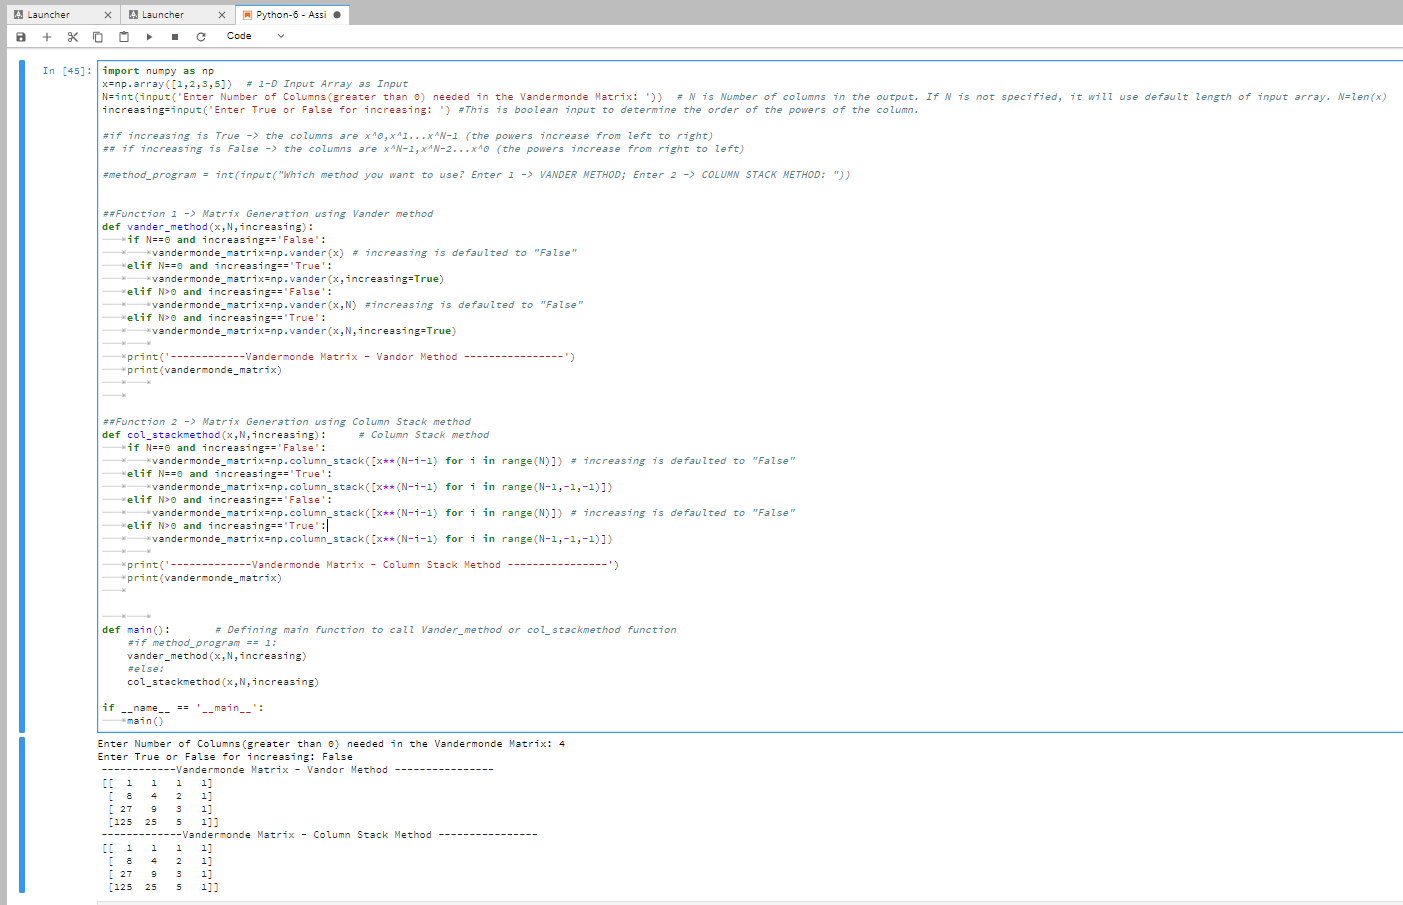 Launcher × Launcher × Python-6 - Assi ●
Code
In [45]: import numpy as np
x=np.array([1,2,3,5])  # 1-D Input Array as Input
N=int(input('Enter Number of Columns(greater than 0) needed in the Vandermonde Matrix: '))  # N is Number of columns in the output. If N is not specified, it will use default length of input array. N=len(x)
increasing=input('Enter True or False for increasing: ') #This is boolean input to determine the order of the powers of the column.
#if increasing is True -> the columns are x^0,x^1...x^N-1 (the powers increase from left to right)
## if increasing is False -> the columns are x^N-1,x^N-2...x^0 (the powers increase from right to left)
#method_program = int(input("Which method you want to use? Enter 1 -> VANDER METHOD; Enter 2 -> COLUMN STACK METHOD: "))
##Function 1 -> Matrix Generation using Vander method
def vander_method(x,N,increasing):
    if N==0 and increasing=='False':
        vandermonde_matrix=np.vander(x) # increasing is defaulted to "False"
    elif N==0 and increasing=='True':
        vandermonde_matrix=np.vander(x,increasing=True)
    elif N>0 and increasing=='False':
        vandermonde_matrix=np.vander(x,N) #increasing is defaulted to "False"
    elif N>0 and increasing=='True':
        vandermonde_matrix=np.vander(x,N,increasing=True)
    print('------------Vandermonde Matrix - Vandor Method ----------------')
    print(vandermonde_matrix)
##Function 2 -> Matrix Generation using Column Stack method
def col_stackmethod(x,N,increasing):     # Column Stack method
    if N==0 and increasing=='False':
        vandermonde_matrix=np.column_stack([x**(N-i-1) for i in range(N)]) # increasing is defaulted to "False"
    elif N==0 and increasing=='True':
        vandermonde_matrix=np.column_stack([x**(N-i-1) for i in range(N-1,-1,-1)])
    elif N>0 and increasing=='False':
        vandermonde_matrix=np.column_stack([x**(N-i-1) for i in range(N)]) # increasing is defaulted to "False"
    elif N>0 and increasing=='True':
        vandermonde_matrix=np.column_stack([x**(N-i-1) for i in range(N-1,-1,-1)])
    print('-------------Vandermonde Matrix - Column Stack Method ----------------')
    print(vandermonde_matrix)
def main():       # Defining main function to call Vander_method or col_stackmethod function
    #if method_program == 1:
    vander_method(x,N,increasing)
    #else:
    col_stackmethod(x,N,increasing)
if __name__ == '__main__':
    main()
Enter Number of Columns(greater than 0) needed in the Vandermonde Matrix: 4
Enter True or False for increasing: False
------------Vandermonde Matrix - Vandor Method ----------------
[[  1   1   1   1]
 [  8   4   2   1]
 [ 27   9   3   1]
 [125  25   5   1]]
-------------Vandermonde Matrix - Column Stack Method ----------------
[[  1   1   1   1]
 [  8   4   2   1]
 [ 27   9   3   1]
 [125  25   5   1]]